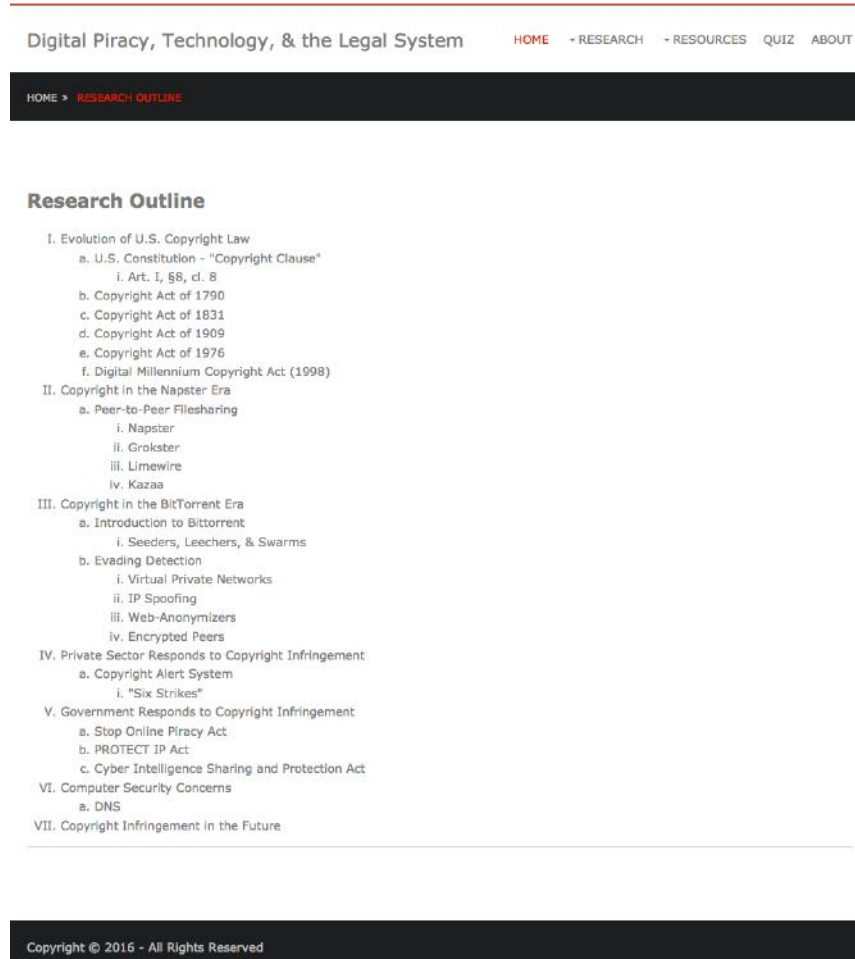 Digital Piracy, Technology, & the Legal System
HOME RESEARCH RESOURCES QUIZ ABOUT
HOME » RESEARCH OUTLINE
Research Outline
I. Evolution of U.S. Copyright Law
a. U.S. Constitution - "Copyright Clause"
i. Art. I, §8, cl. 8
b. Copyright Act of 1790
c. Copyright Act of 1831
d. Copyright Act of 1909
e. Copyright Act of 1976
f. Digital Millennium Copyright Act (1998)
II. Copyright in the Napster Era
a. Peer-to-Peer Filesharing
i. Napster
ii. Grokster
iii. Limewire
iv. Kazaa
III. Copyright in the BitTorrent Era
a. Introduction to Bittorrent
i. Seeders, Leechers, & Swarms
b. Evading Detection
i. Virtual Private Networks
ii. IP Spoofing
iii. Web-Anonymizers
iv. Encrypted Peers
IV. Private Sector Responds to Copyright Infringement
a. Copyright Alert System
i. "Six Strikes"
V. Government Responds to Copyright Infringement
a. Stop Online Piracy Act
b. PROTECT IP Act
c. Cyber Intelligence Sharing and Protection Act
VI. Computer Security Concerns
a. DNS
VII. Copyright Infringement in the Future
Copyright © 2016 - All Rights Reserved